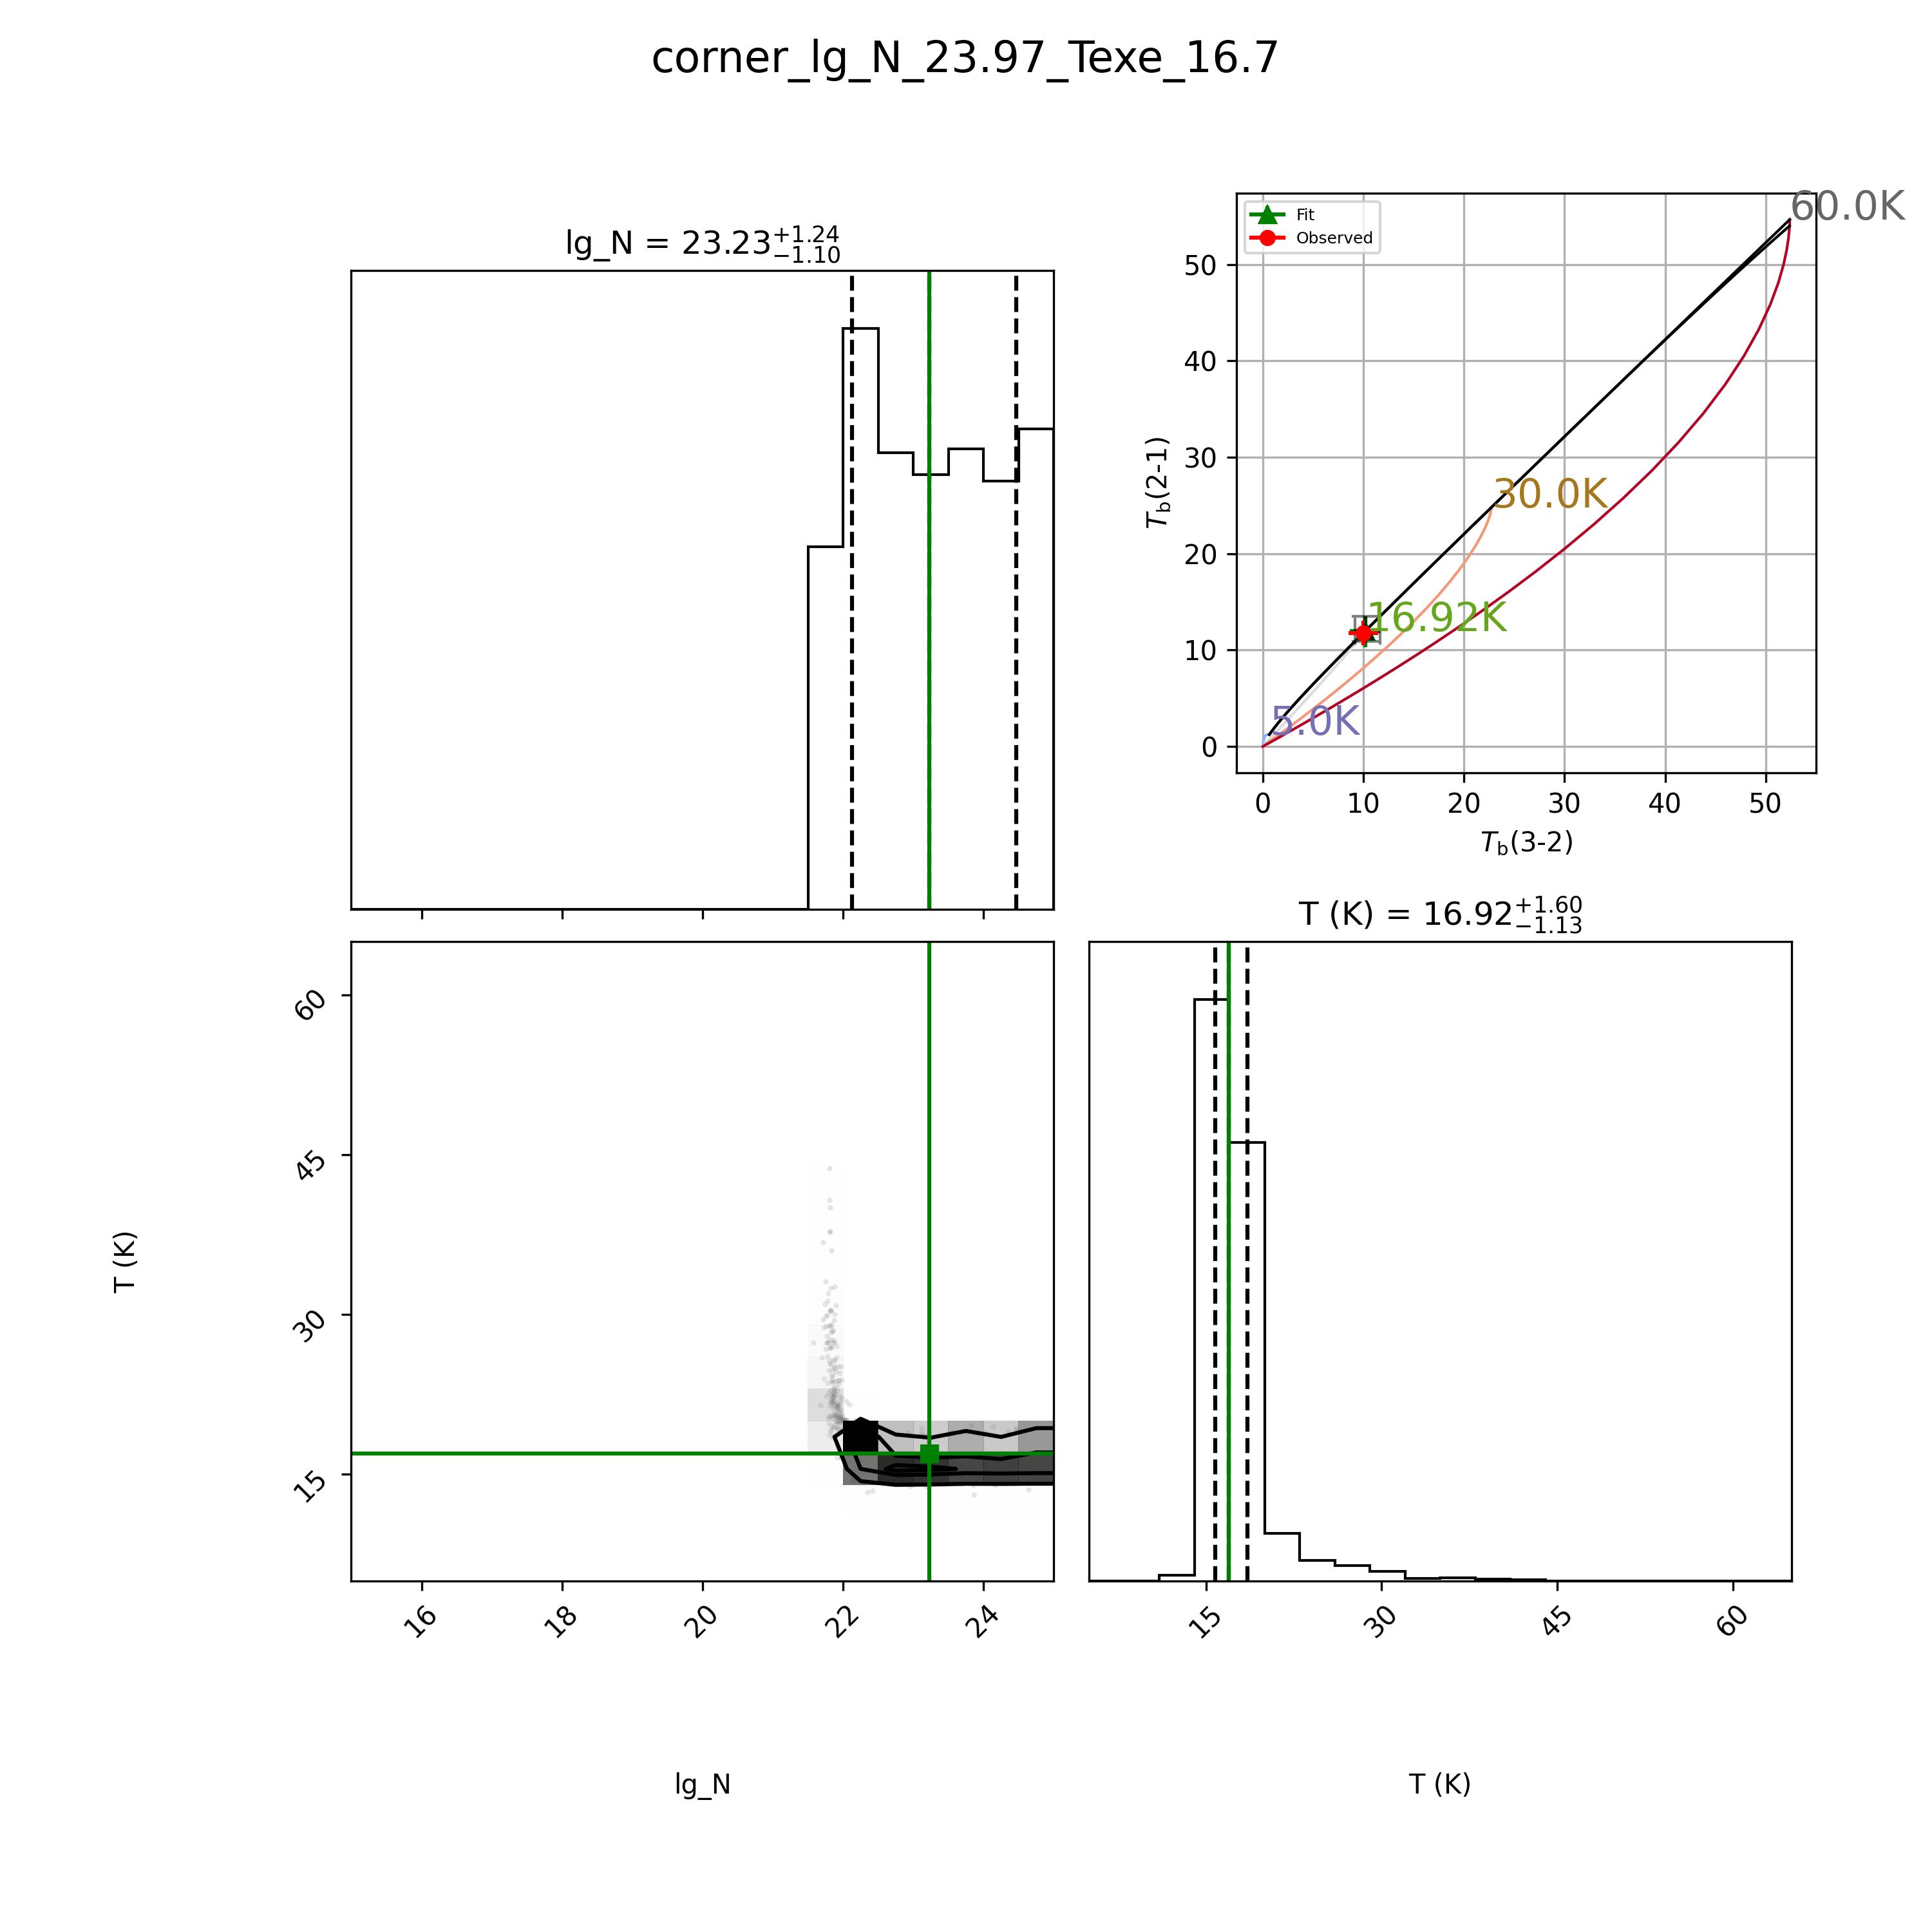 corner_lg_N_23.97_Texe_16.7
lg_N = 23.23+1.24
−1.10
Fit
Observed
60.0K
30.0K
16.92K
5.0K
50
40
30
20
10
0
Tb(2-1)
0 10 20 30 40 50
Tb(3-2)
T (K) = 16.92+1.60
−1.13
60
45
30
15
T (K)
16 18 20 22 24
lg_N
15 30 45 60
T (K)